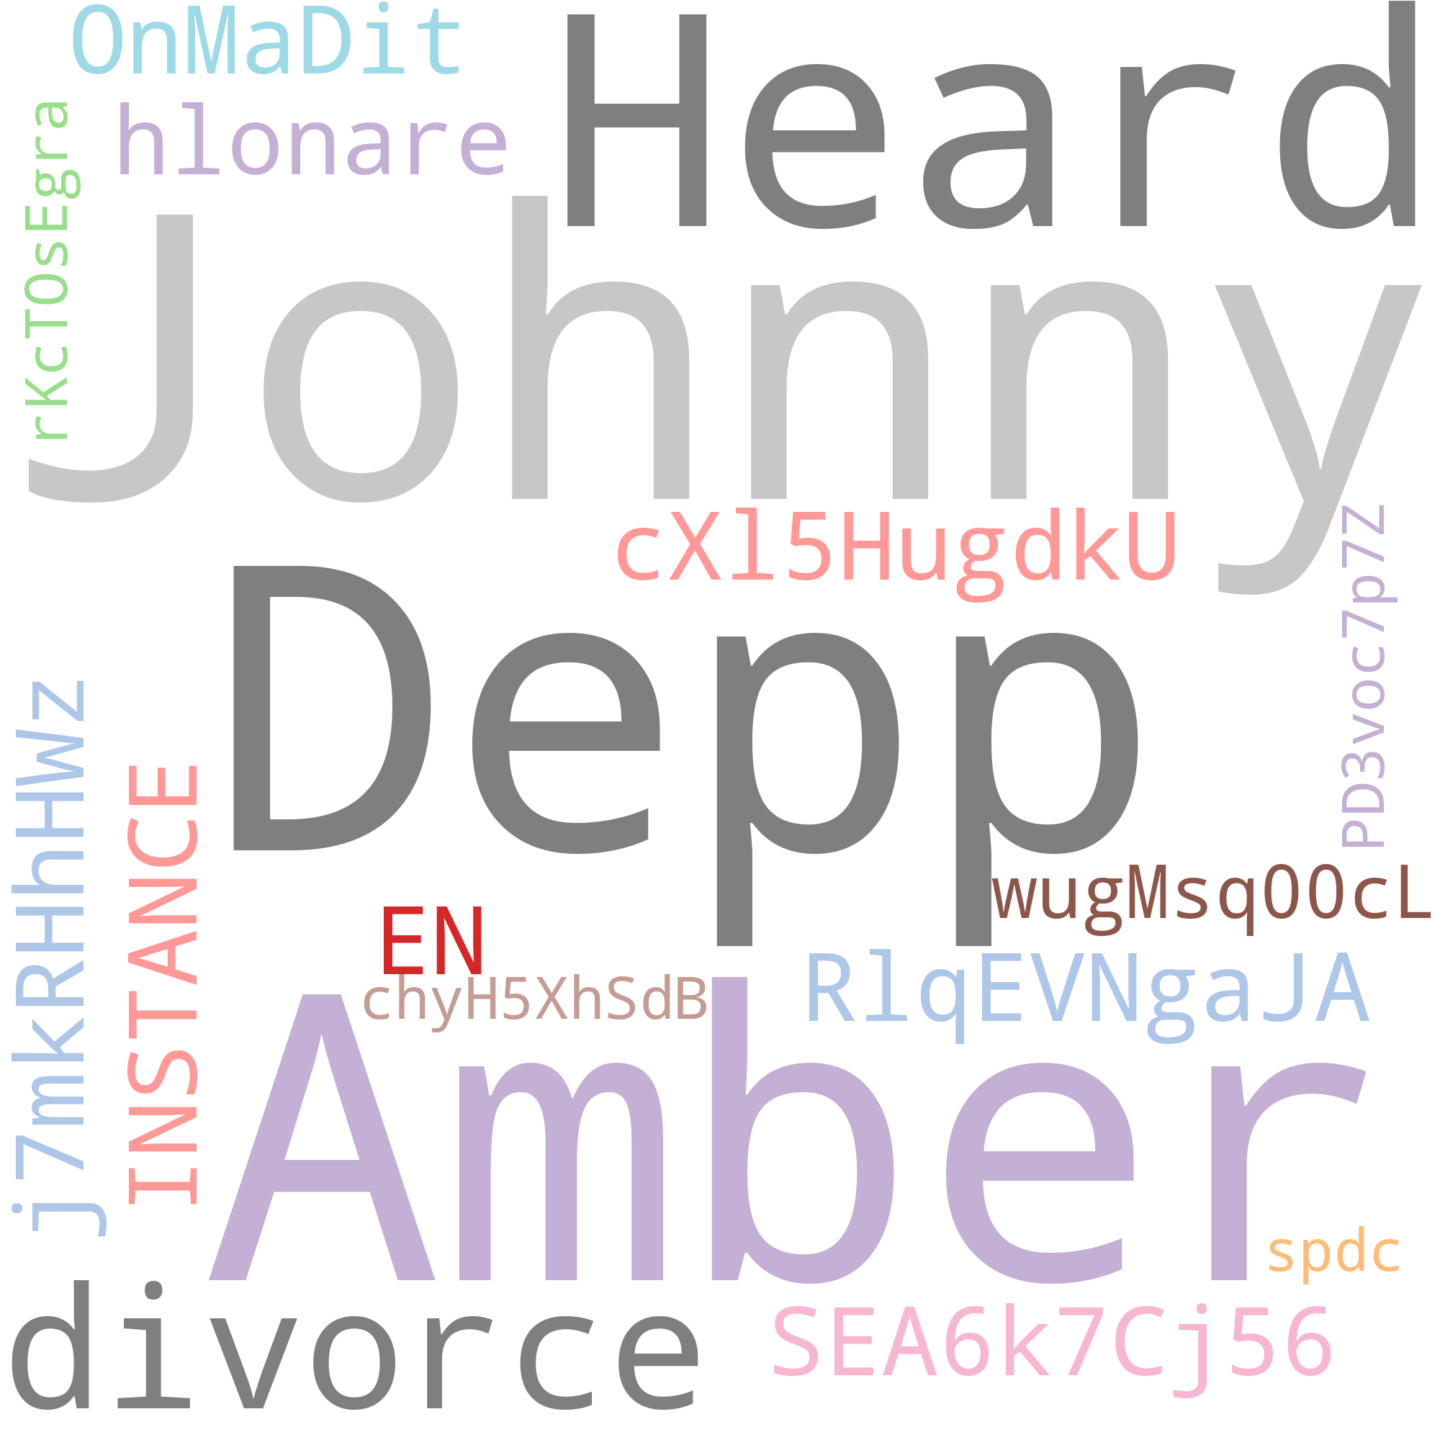 OnMaDit
Heard
hlonare
rKcTOsEgra
Johnny
cXl5HugdkU
PD3voc7p7Z
Depp
j7mkRHhHWz
INSTANCE
wugMsq0OcL
EN
chyH5XhSdB
RlqEVNgaJA
Amber
spdc
divorce
SEA6k7Cj56